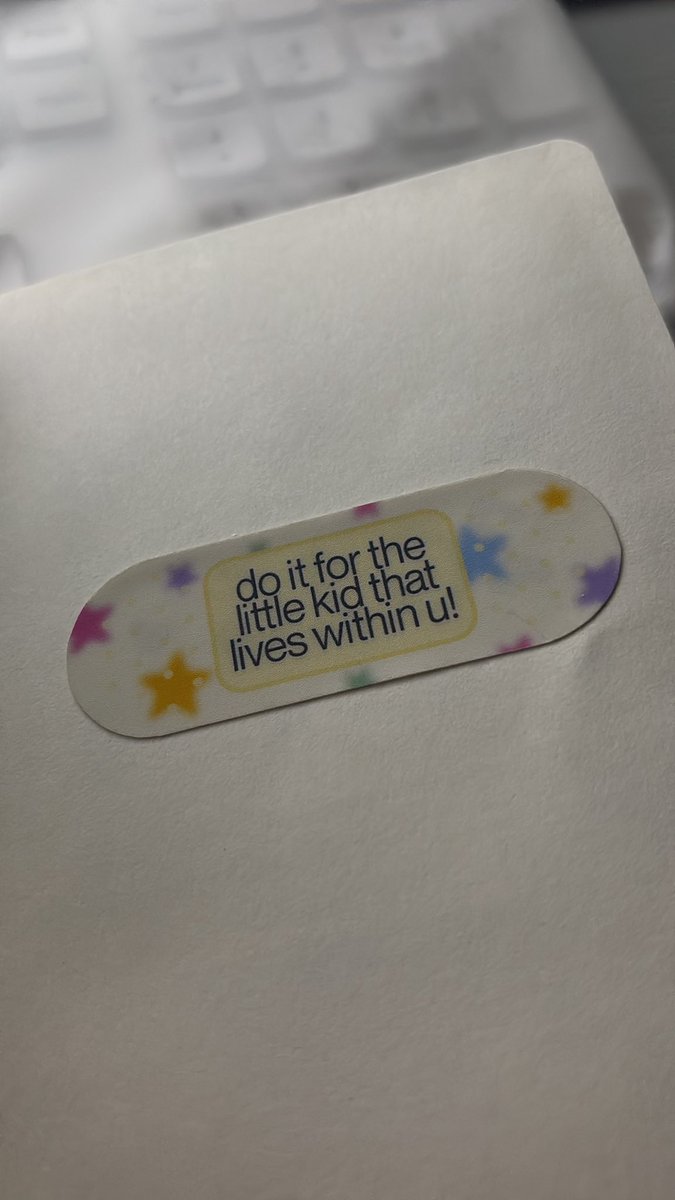 do it for the
little kid that
lives within u!